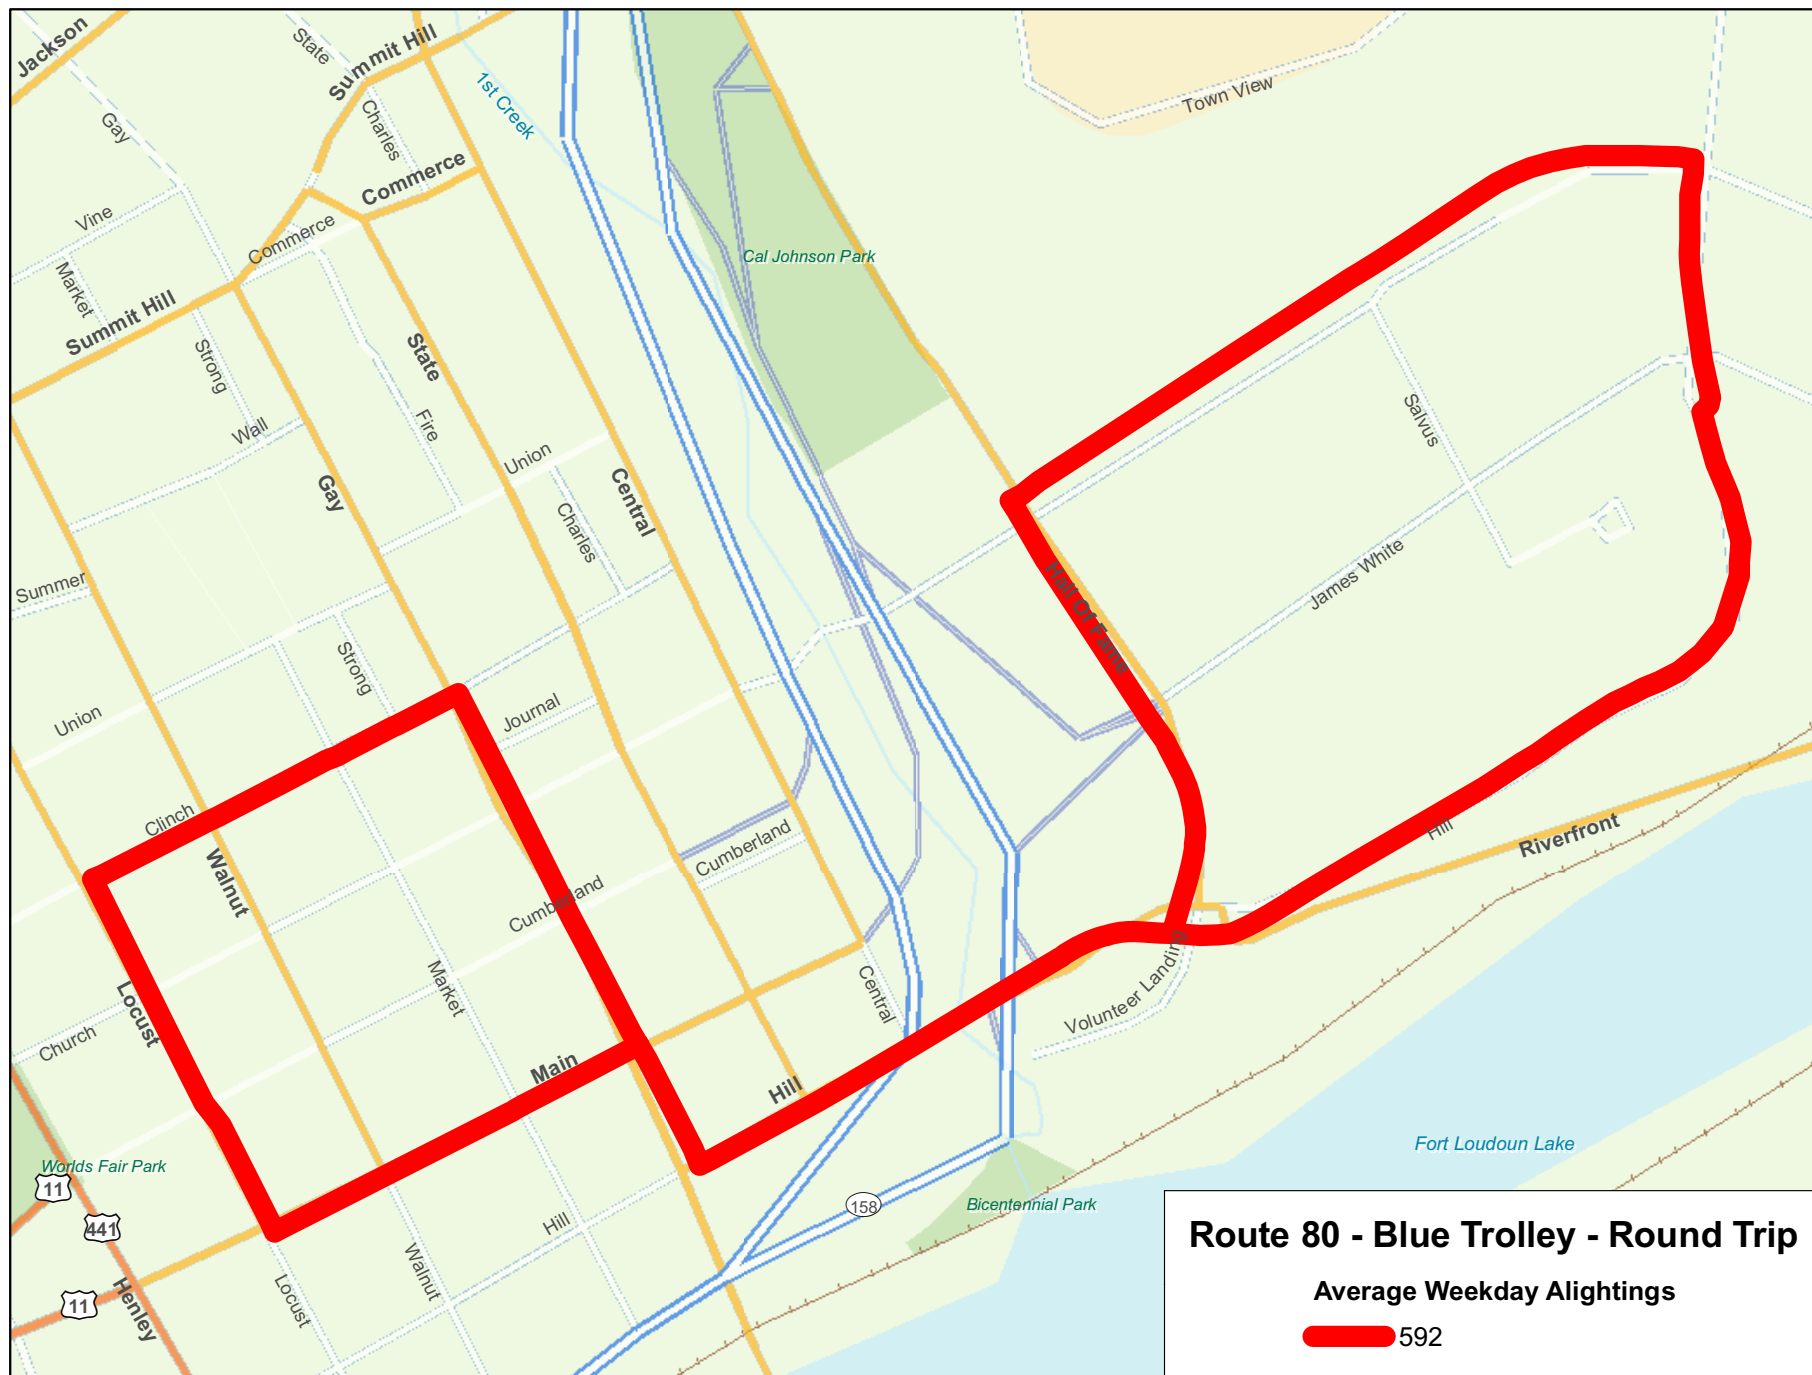 Jackson
State
Summit Hill
1st Creek
Town View
Gay
Charles
Commerce
Vine
Commerce
Cal Johnson Park
Market
Summit Hill
Strong
State
Fire
Wall
Union
Gay
Central
Charles
Salvus
Summer
James White
Hall Of Fame
Strong
Union
Journal
Clinch
Walnut
Cumberland
Cumberland
Hill
Riverfront
Locust
Market
Church
Central
Volunteer Landing
Main
Hill
Worlds Fair Park
11
441
158
Bicentennial Park
Fort Loudoun Lake
Hill
Walnut
Locust
Henley
11
Route 80 - Blue Trolley - Round Trip
Average Weekday Alightings
592